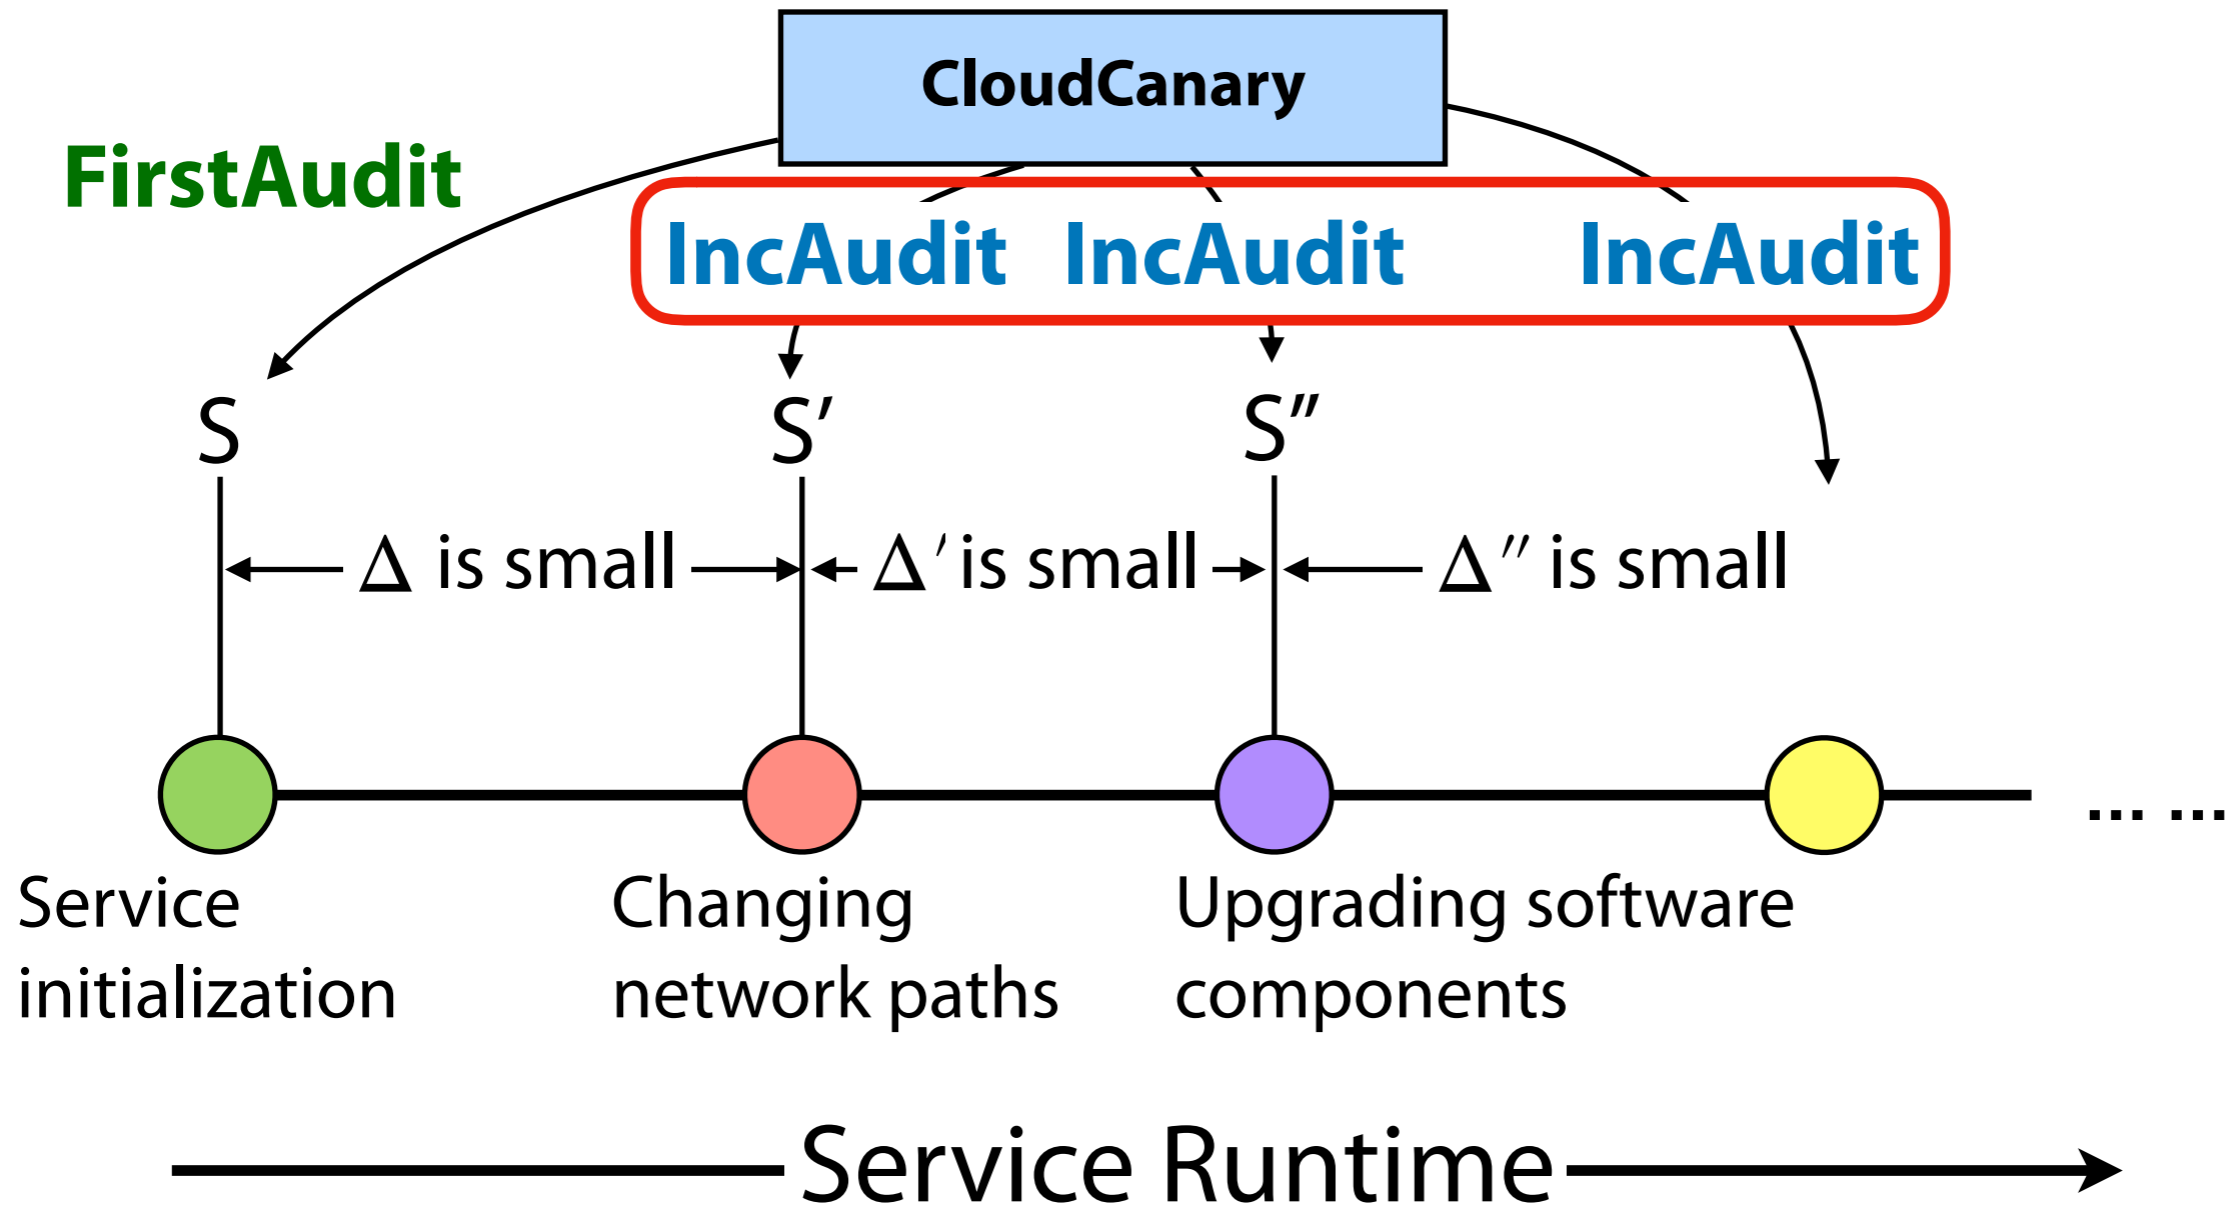 CloudCanary
FirstAudit
IncAudit IncAudit IncAudit
S S′ S″
Δ is small Δ′ is small Δ″ is small
... ...
Service Changing Upgrading software
initialization network paths components
Service Runtime